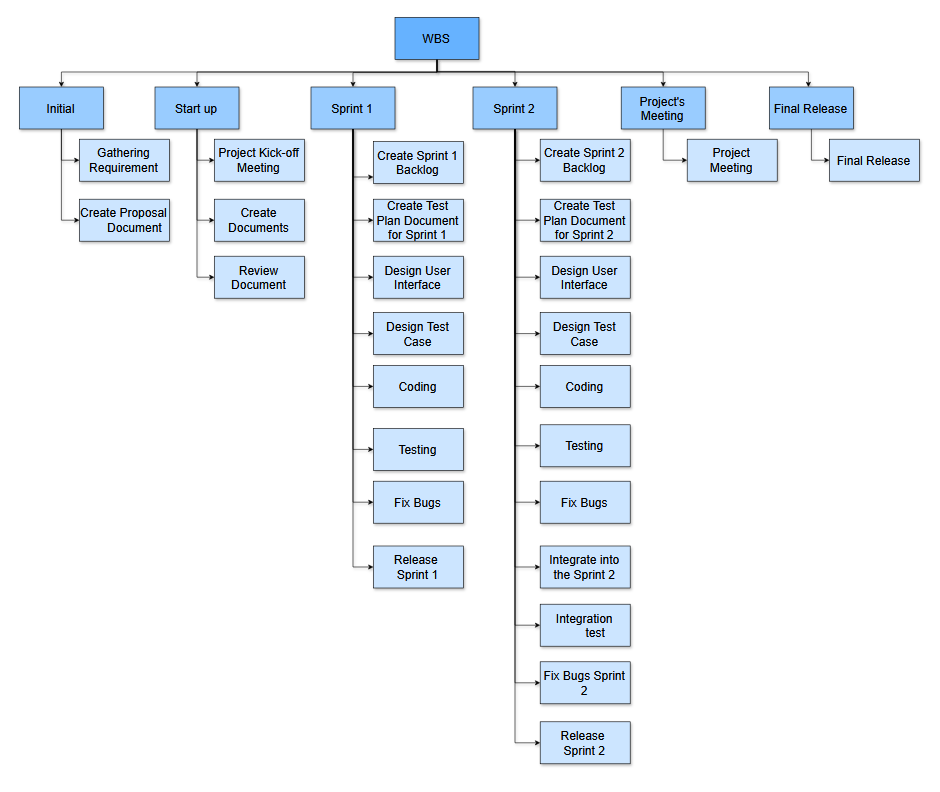 WBS
Initial
Start up
Sprint 1
Sprint 2
Project's
Meeting
Final Release
Gathering
Requirement
Create Proposal
Document
Project Kick-off
Meeting
Create
Documents
Review
Document
Create Sprint 1
Backlog
Create Test
Plan Document
for Sprint 1
Design User
Interface
Design Test
Case
Coding
Testing
Fix Bugs
Release
Sprint 1
Create Sprint 2
Backlog
Create Test
Plan Document
for Sprint 2
Design User
Interface
Design Test
Case
Coding
Testing
Fix Bugs
Integrate into
the Sprint 2
Integration
test
Fix Bugs Sprint
2
Release
Sprint 2
Project
Meeting
Final Release